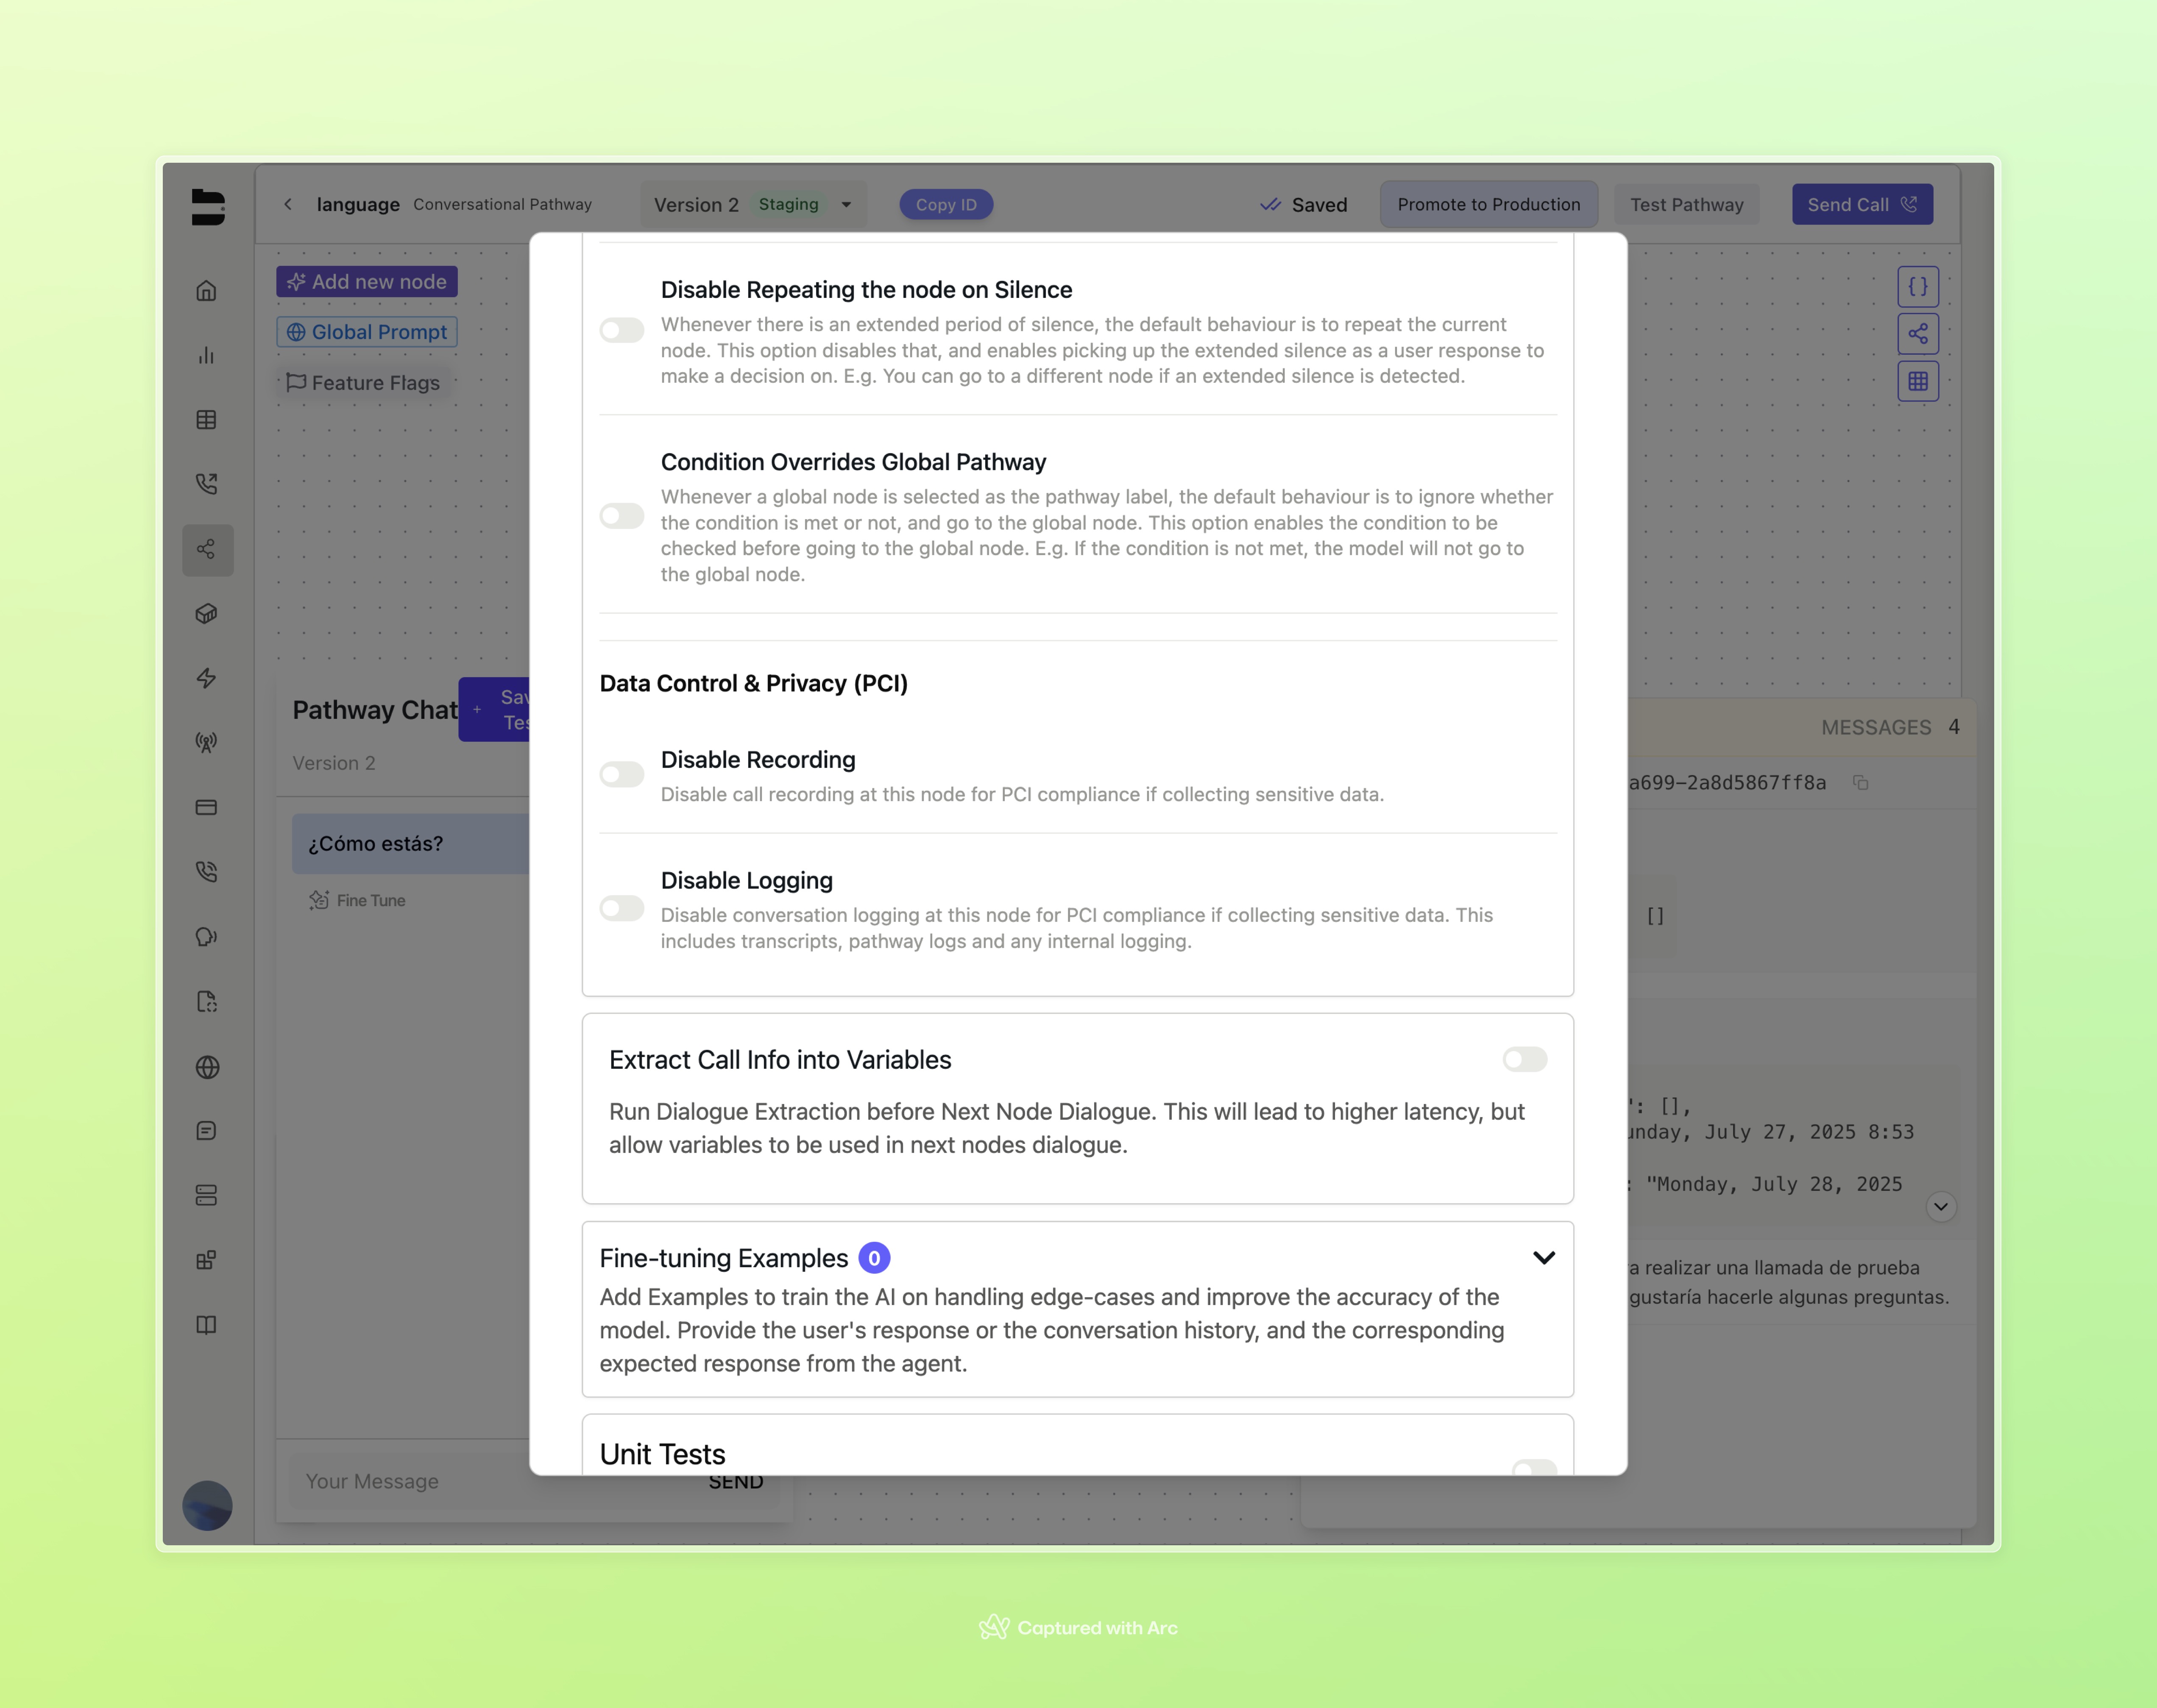 language Conversational Pathway Version 2 Staging Copy ID Saved Promote to Production Test Pathway Send Call
Add new node
Global Prompt
Feature Flags
Disable Repeating the node on Silence
Whenever there is an extended period of silence, the default behaviour is to repeat the current
node. This option disables that, and enables picking up the extended silence as a user response to
make a decision on. E.g. You can go to a different node if an extended silence is detected.
Condition Overrides Global Pathway
Whenever a global node is selected as the pathway label, the default behaviour is to ignore whether
the condition is met or not, and go to the global node. This option enables the condition to be
checked before going to the global node. E.g. If the condition is not met, the model will not go to
the global node.
Data Control & Privacy (PCI)
Disable Recording
Disable call recording at this node for PCI compliance if collecting sensitive data.
Disable Logging
Disable conversation logging at this node for PCI compliance if collecting sensitive data. This
includes transcripts, pathway logs and any internal logging.
Extract Call Info into Variables
Run Dialogue Extraction before Next Node Dialogue. This will lead to higher latency, but
allow variables to be used in next nodes dialogue.
Fine-tuning Examples 0
Add Examples to train the AI on handling edge-cases and improve the accuracy of the
model. Provide the user's response or the conversation history, and the corresponding
expected response from the agent.
Unit Tests
Pathway Chat
Version 2
¿Cómo estás?
Fine Tune
Your Message SEND
MESSAGES 4
a699-2a8d5867ff8a
[]
": [],
unday, July 27, 2025 8:53
: "Monday, July 28, 2025
a realizar una llamada de prueba
gustaría hacerle algunas preguntas.
Captured with Arc